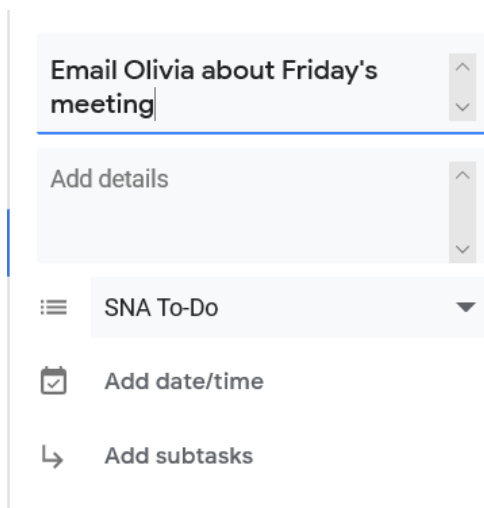 Email Olivia about Friday's
meeting
Add details
SNA To-Do
Add date/time
Add subtasks